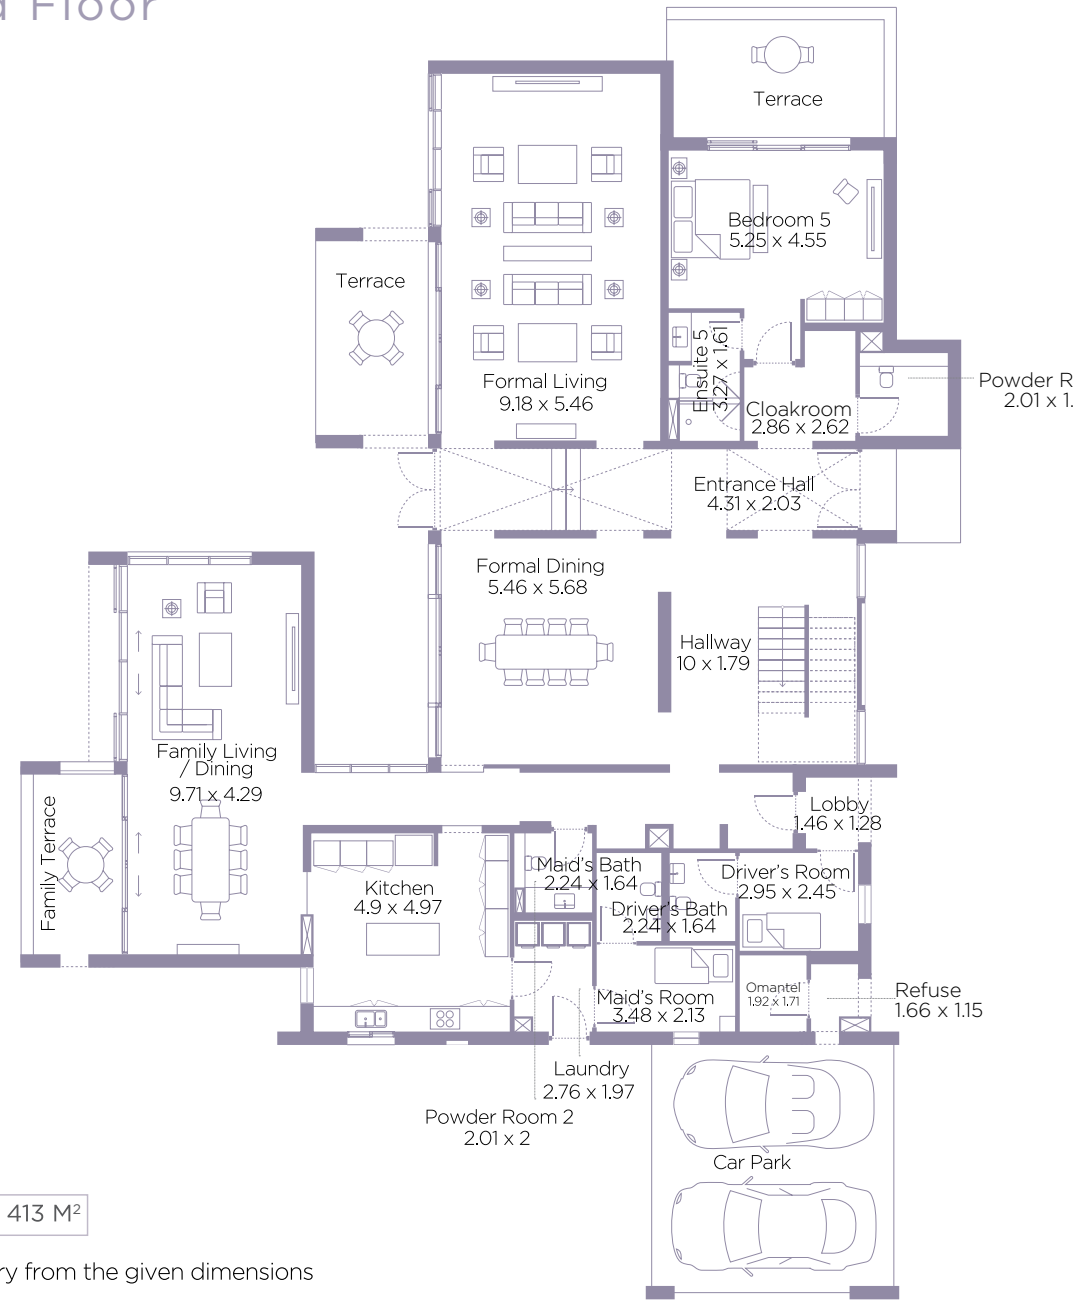 Floor
Terrace
Bedroom 5
5.25 x 4.55
Terrace
Formal Living
9.18 x 5.46
Ensuite 5
3.27 x 1.61
Cloakroom
2.86 x 2.62
Powder R
2.01 x 1.
Entrance Hall
4.31 x 2.03
Formal Dining
5.46 x 5.68
Hallway
10 x 1.79
Family Living
/ Dining
9.71 x 4.29
Family Terrace
Lobby
1.46 x 1.28
Kitchen
4.9 x 4.97
Maid's Bath
2.24 x 1.64
Driver's Room
2.95 x 2.45
Driver's Bath
2.24 x 1.64
Maid's Room
3.48 x 2.13
Omantel
1.92 x 1.71
Refuse
1.66 x 1.15
Laundry
2.76 x 1.97
Powder Room 2
2.01 x 2
Car Park
413 M²
ry from the given dimensions